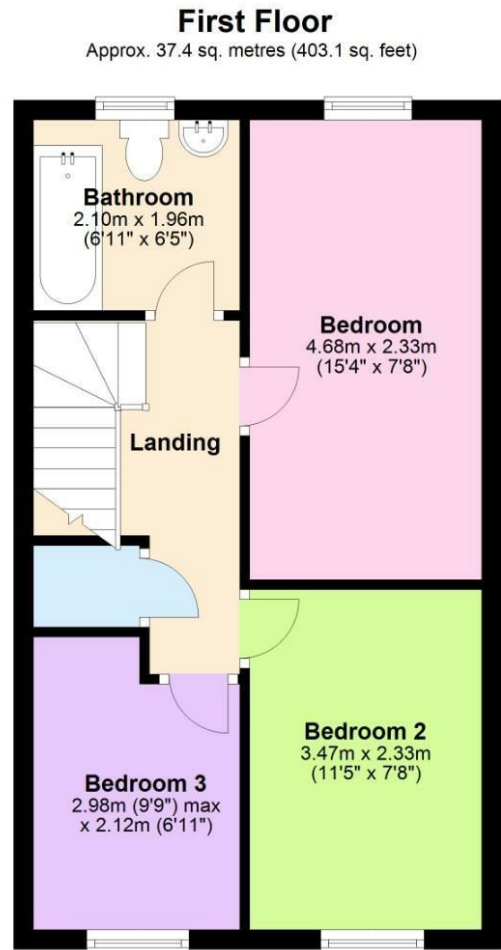 First Floor
Approx. 37.4 sq. metres (403.1 sq. feet)
Bathroom
2.10m x 1.96m
(6'11" x 6'5")
Bedroom
4.68m x 2.33m
(15'4" x 7'8")
Landing
Bedroom 2
3.47m x 2.33m
(11'5" x 7'8")
Bedroom 3
2.98m (9'9") max
x 2.12m (6'11")